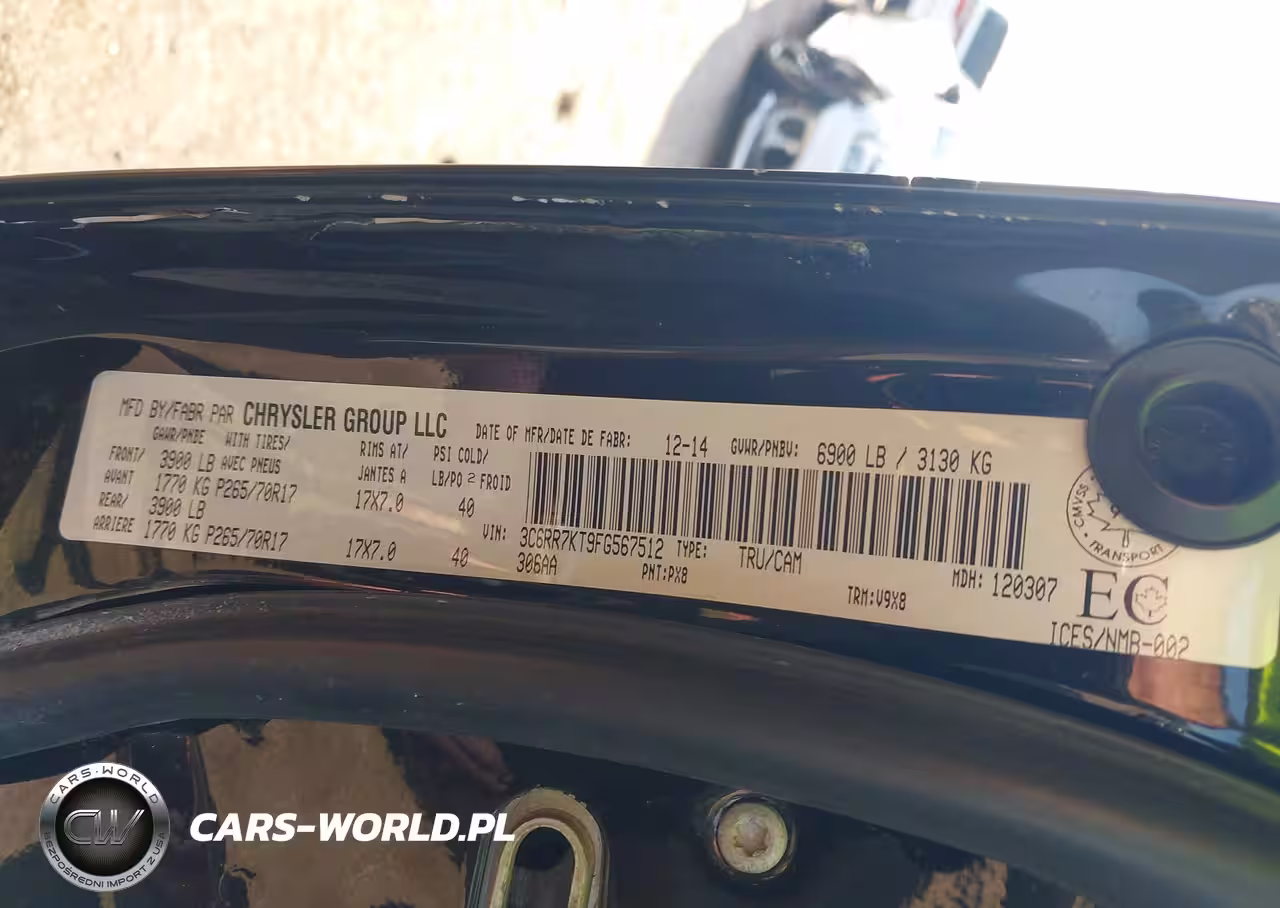 MFD BY/FABR PAR CHRYSLER GROUP LLC DATE OF MFR/DATE DE FABR: 12-14 GVWR/PNBV: 6900 LB / 3130 KG
GAWR/PNBE WITH TIRES/ RIMS AT/ PSI COLD/
FRONT/ 3900 LB AVEC PNEUS JANTES A LB/PO² FROID
AVANT 1770 KG P265/70R17 17X7.0 40
REAR/ 3900 LB
ARRIERE 1770 KG P265/70R17 17X7.0 40
VIN: 3C6RR7KT9FG567512 TYPE: TRU/CAM MDH: 120307
306AA PNT:PX8 TRM:V9X8
CMVSS
TRANSPORT
EC
ICES/NMB-002
CARS-WORLD
CW
BEZPOŚREDNI IMPORT Z USA
CARS-WORLD.PL